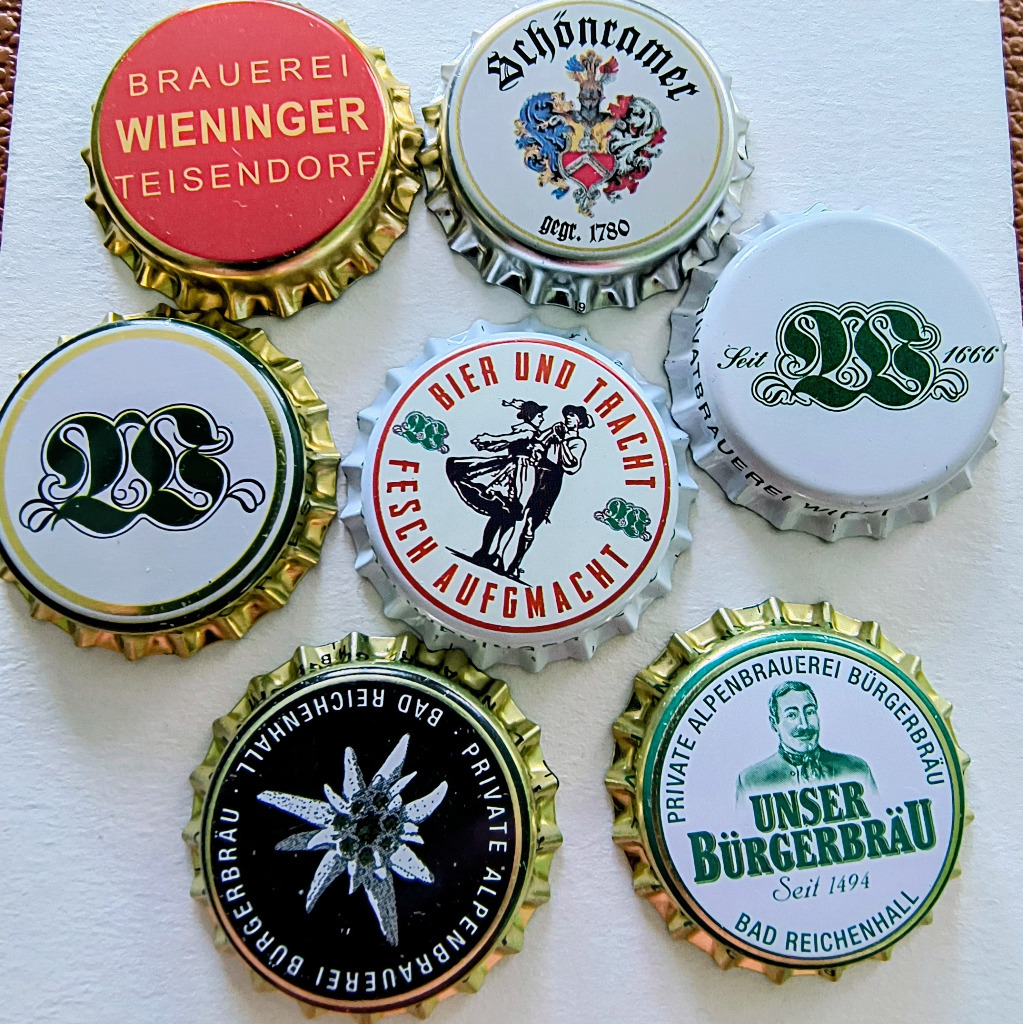 BRAUEREI
WIENINGER
TEISENDORF
Schönramer
gegr. 1780
19
Seit 1666
BIER UND TRACHT
FESCH AUFGMACHT
PRIVATE ALPENBRAUEREI BÜRGERBRÄU · BAD REICHENHALL ·
PRIVATE ALPENBRAUEREI BÜRGERBRÄU
UNSER
BÜRGERBRÄU
Seit 1494
BAD REICHENHALL